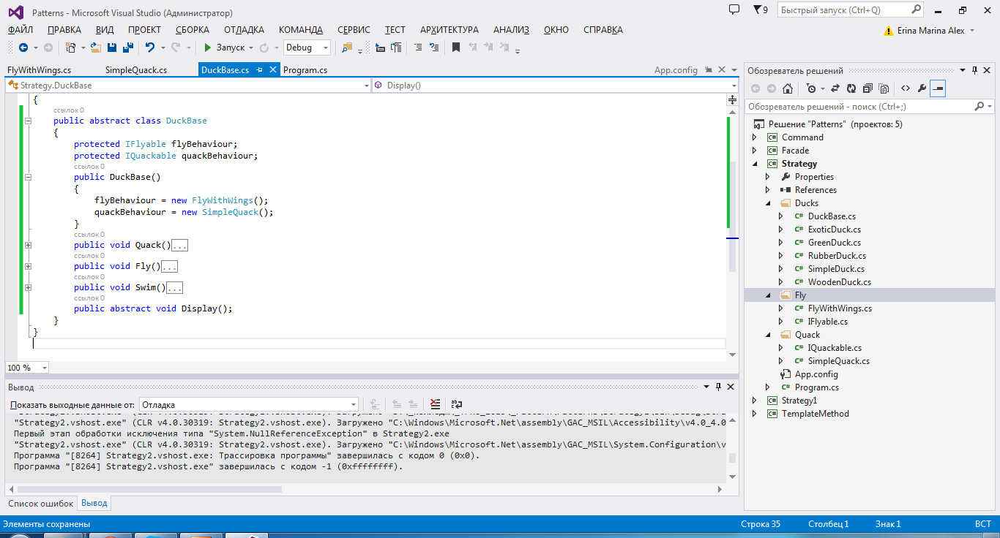 Patterns - Microsoft Visual Studio (Администратор)
9
Быстрый запуск (Ctrl+Q)
ФАЙЛ ПРАВКА ВИД ПРОЕКТ СБОРКА ОТЛАДКА КОМАНДА СЕРВИС ТЕСТ АРХИТЕКТУРА АНАЛИЗ ОКНО СПРАВКА
Erina Marina Alex
Запуск Debug
FlyWithWings.cs SimpleQuack.cs DuckBase.cs Program.cs App.config
Strategy.DuckBase Display()
{
ссылок 0
public abstract class DuckBase
{
protected IFlyable flyBehaviour;
protected IQuackable quackBehaviour;
ссылок 0
public DuckBase()
{
flyBehaviour = new FlyWithWings();
quackBehaviour = new SimpleQuack();
}
ссылок 0
public void Quack()...
ссылок 0
public void Fly()...
ссылок 0
public void Swim()...
ссылок 0
public abstract void Display();
}
}
100 %
Вывод
Показать выходные данные от: Отладка
"Strategy2.vshost.exe" (CLR v4.0.30319: Strategy2.vshost.exe). Загружено "C:\Windows\Microsoft.Net\assembly\GAC_MSIL\Accessibility\v4.0_4.0
Первый этап обработки исключения типа "System.NullReferenceException" в Strategy2.exe
"Strategy2.vshost.exe" (CLR v4.0.30319: Strategy2.vshost.exe). Загружено "C:\Windows\Microsoft.Net\assembly\GAC_MSIL\System.Configuration\v
Программа "[8264] Strategy2.vshost.exe: Трассировка программы" завершилась с кодом 0 (0x0).
Программа "[8264] Strategy2.vshost.exe" завершилась с кодом -1 (0xffffffff).
Список ошибок Вывод
Обозреватель решений
Обозреватель решений - поиск (Ctrl+;)
Решение "Patterns" (проектов: 5)
C# Command
C# Facade
C# Strategy
Properties
References
Ducks
C# DuckBase.cs
C# ExoticDuck.cs
C# GreenDuck.cs
C# RubberDuck.cs
C# SimpleDuck.cs
C# WoodenDuck.cs
Fly
C# FlyWithWings.cs
C# IFlyable.cs
Quack
C# IQuackable.cs
C# SimpleQuack.cs
App.config
C# Program.cs
C# Strategy1
C# TemplateMethod
Элементы сохранены Строка 35 Столбец 1 Знак 1 ВСТ